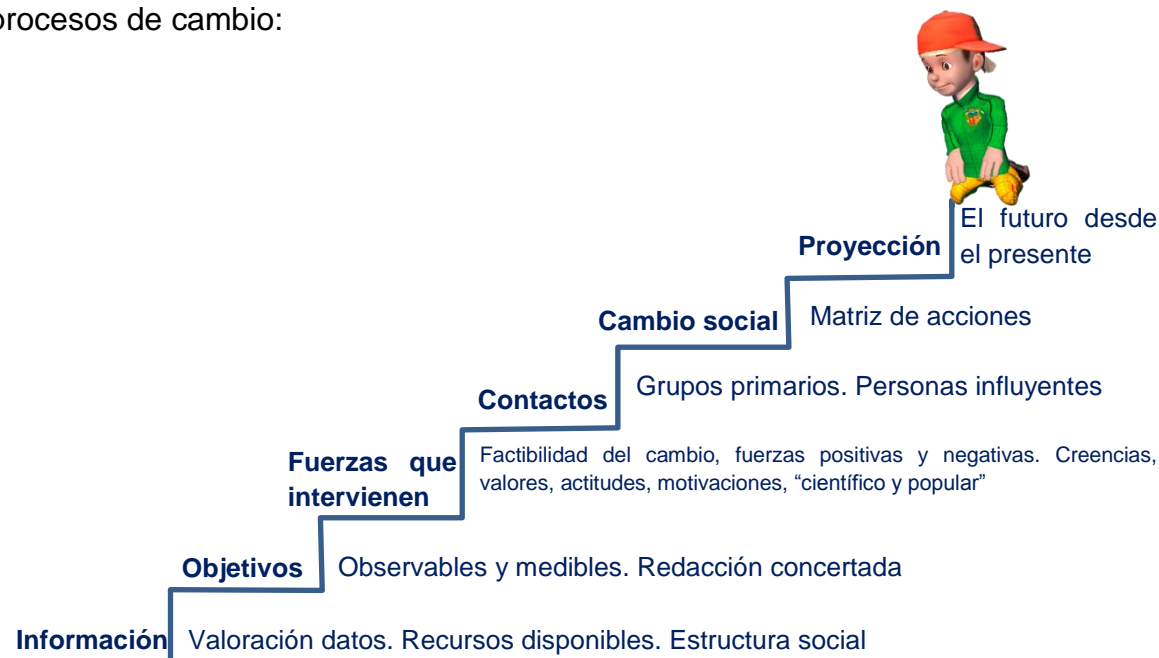 procesos de cambio:
El futuro desde
Proyección el presente
Cambio social Matriz de acciones
Contactos Grupos primarios. Personas influyentes
Fuerzas que
intervienen
Factibilidad del cambio, fuerzas positivas y negativas. Creencias,
valores, actitudes, motivaciones, “científico y popular”
Objetivos Observables y medibles. Redacción concertada
Información Valoración datos. Recursos disponibles. Estructura social